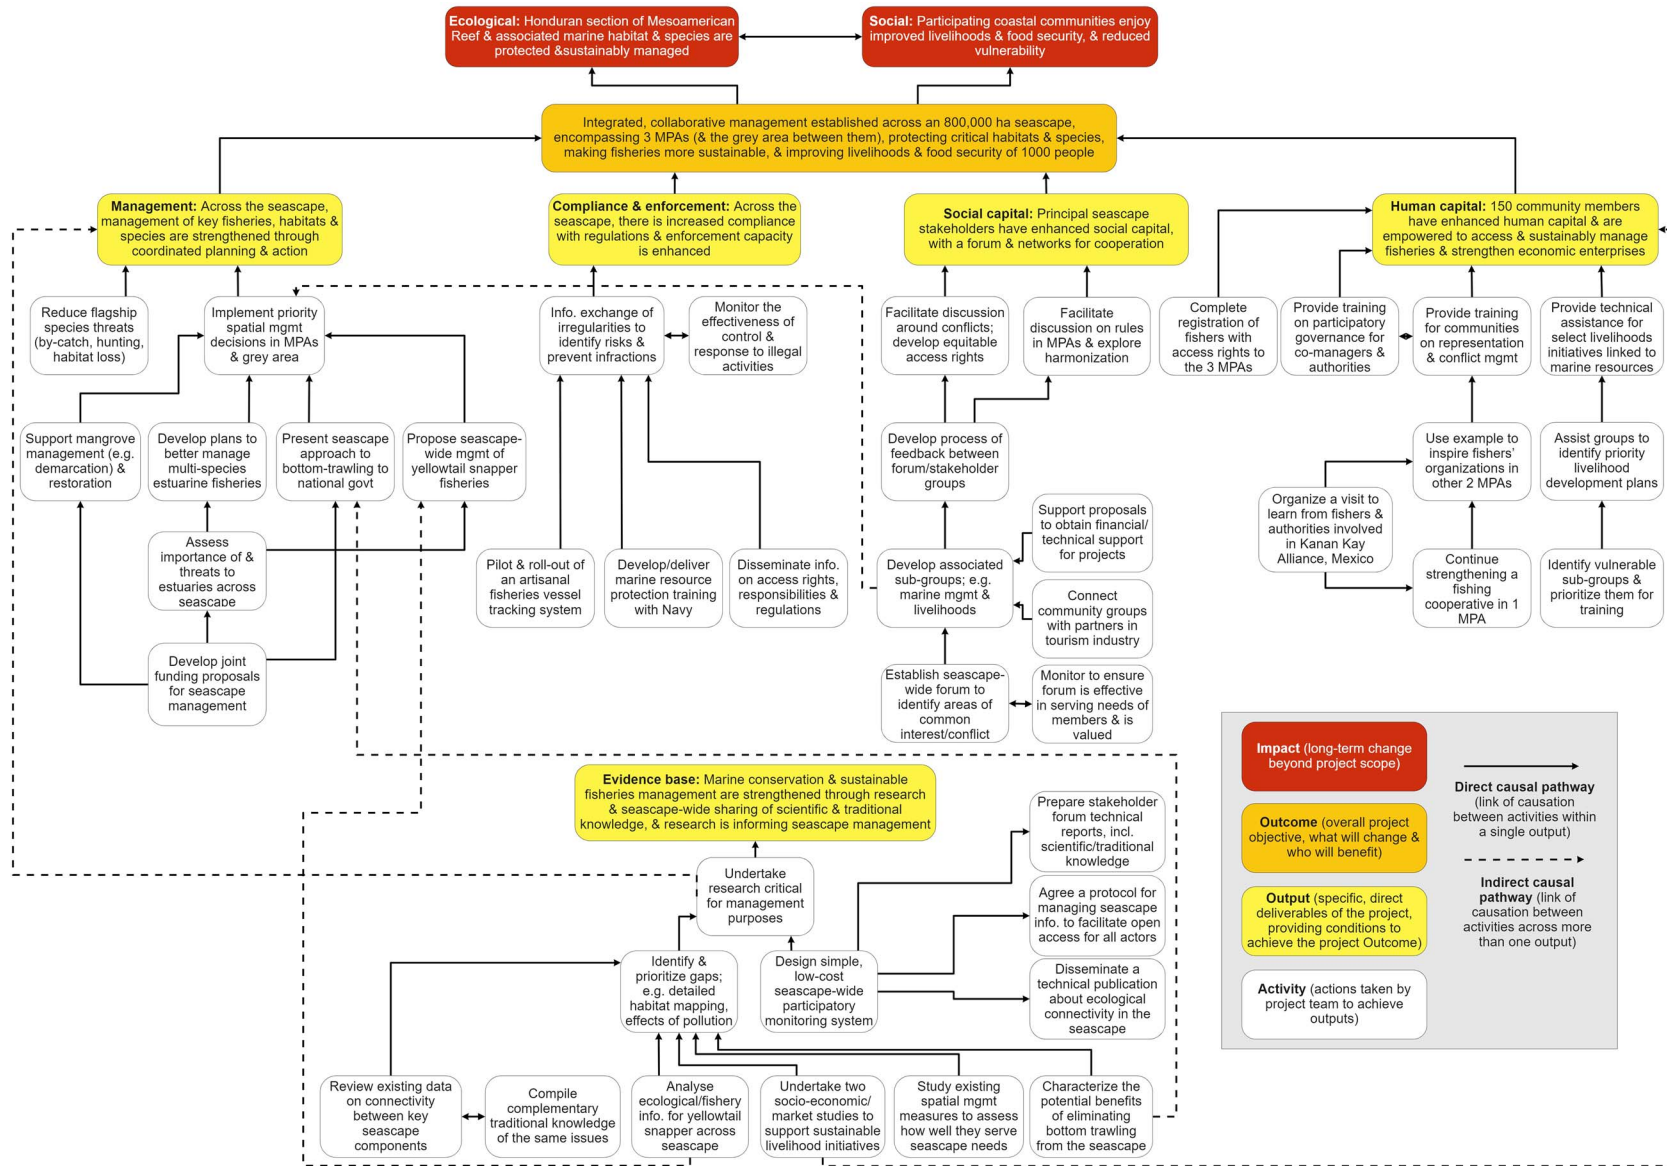 Ecological: Honduran section of Mesoamerican
Reef & associated marine habitat & species are
protected &sustainably managed
Social: Participating coastal communities enjoy
improved livelihoods & food security, & reduced
vulnerability
Integrated, collaborative management established across an 800,000 ha seascape,
encompassing 3 MPAs (& the grey area between them), protecting critical habitats & species,
making fisheries more sustainable, & improving livelihoods & food security of 1000 people
Management: Across the seascape,
management of key fisheries, habitats &
species are strengthened through
coordinated planning & action
Compliance & enforcement: Across the
seascape, there is increased compliance
with regulations & enforcement capacity
is enhanced
Social capital: Principal seascape
stakeholders have enhanced social capital,
with a forum & networks for cooperation
Human capital: 150 community members
have enhanced human capital & are
empowered to access & sustainably manage
fisheries & strengthen economic enterprises
Reduce flagship
species threats
(by-catch, hunting,
habitat loss)
Implement priority
spatial mgmt
decisions in MPAs
& grey area
Info. exchange of
irregularities to
identify risks &
prevent infractions
Monitor the
effectiveness of
control &
response to illegal
activities
Facilitate discussion
around conflicts;
develop equitable
access rights
Facilitate
discussion on rules
in MPAs & explore
harmonization
Complete
registration of
fishers with
access rights to
the 3 MPAs
Provide training
on participatory
governance for
co-managers &
authorities
Provide training
for communities
on representation
& conflict mgmt
Provide technical
assistance for
select livelihoods
initiatives linked to
marine resources
Support mangrove
management (e.g.
demarcation) &
restoration
Develop plans to
better manage
multi-species
estuarine fisheries
Present seascape
approach to
bottom-trawling to
national govt
Propose seascape-
wide mgmt of
yellowtail snapper
fisheries
Develop process of
feedback between
forum/stakeholder
groups
Use example to
inspire fishers'
organizations in
other 2 MPAs
Assist groups to
identify priority
livelihood
development plans
Organize a visit to
learn from fishers &
authorities involved
in Kanan Kay
Alliance, Mexico
Support proposals
to obtain financial/
technical support
for projects
Assess
importance of &
threats to
estuaries across
seascape
Pilot & roll-out of
an artisanal
fisheries vessel
tracking system
Develop/deliver
marine resource
protection training
with Navy
Disseminate info.
on access rights,
responsibilities &
regulations
Develop associated
sub-groups; e.g.
marine mgmt &
livelihoods
Continue
strengthening a
fishing
cooperative in 1
MPA
Identify vulnerable
sub-groups &
prioritize them for
training
Connect
community groups
with partners in
tourism industry
Develop joint
funding proposals
for seascape
management
Establish seascape-
wide forum to
identify areas of
common
interest/conflict
Monitor to ensure
forum is effective
in serving needs of
members & is
valued
Evidence base: Marine conservation & sustainable
fisheries management are strengthened through research
& seascape-wide sharing of scientific & traditional
knowledge, & research is informing seascape management
Prepare stakeholder
forum technical
reports, incl.
scientific/traditional
knowledge
Undertake
research critical
for management
purposes
Agree a protocol for
managing seascape
info. to facilitate open
access for all actors
Identify &
prioritize gaps;
e.g. detailed
habitat mapping,
effects of pollution
Design simple,
low-cost
seascape-wide
participatory
monitoring system
Disseminate a
technical publication
about ecological
connectivity in the
seascape
Review existing data
on connectivity
between key
seascape
components
Compile
complementary
traditional knowledge
of the same issues
Analyse
ecological/fishery
info. for yellowtail
snapper across
seascape
Undertake two
socio-economic/
market studies to
support sustainable
livelihood initiatives
Study existing
spatial mgmt
measures to assess
how well they serve
seascape needs
Characterize the
potential benefits
of eliminating
bottom trawling
from the seascape
Impact (long-term change
beyond project scope)
Outcome (overall project
objective, what will change &
who will benefit)
Output (specific, direct
deliverables of the project,
providing conditions to
achieve the project Outcome)
Activity (actions taken by
project team to achieve
outputs)
Direct causal pathway
(link of causation
between activities within
a single output)
Indirect causal
pathway (link of
causation between
activities across more
than one output)